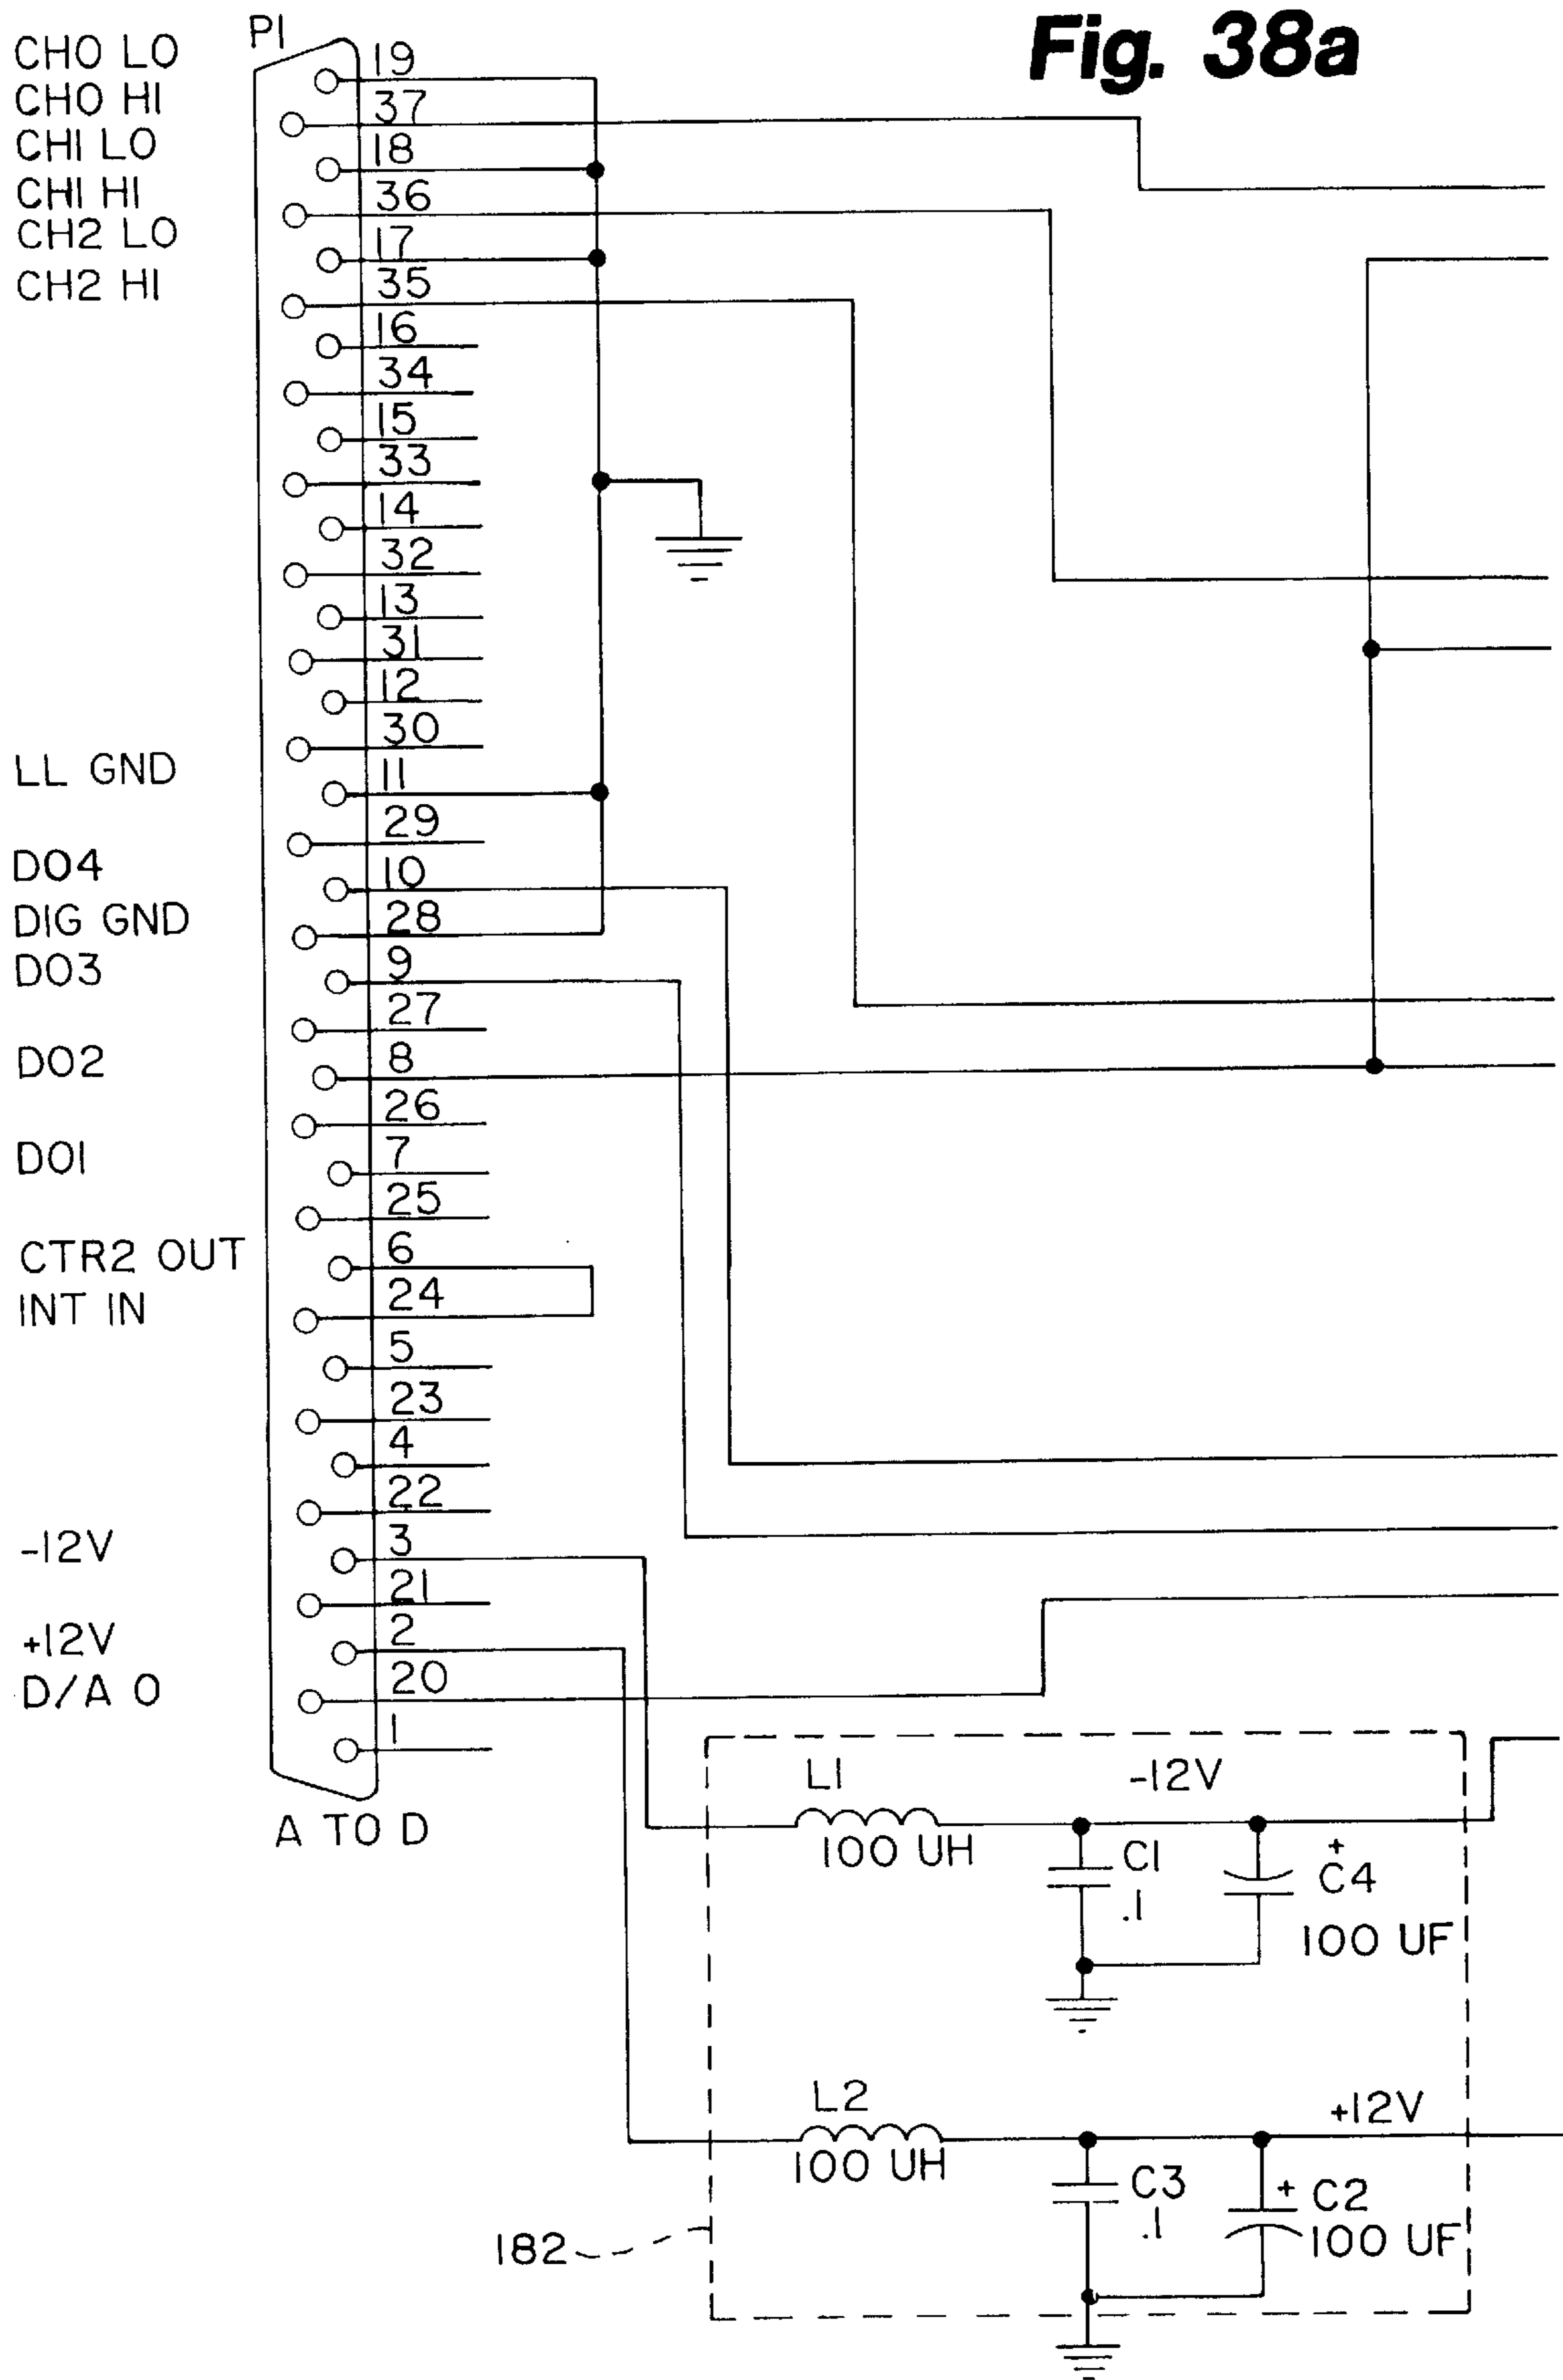 Fig. 38a
P1
CH0 LO
19
CH0 HI
37
CH1 LO
18
CH1 HI
36
CH2 LO
17
CH2 HI
35
16
34
15
33
14
32
13
31
12
30
LL GND
11
29
DO4
10
DIG GND
28
DO3
9
27
DO2
8
26
DO1
7
25
CTR2 OUT
6
INT IN
24
5
23
4
22
-12V
3
21
+12V
2
D/A 0
20
1
A TO D
L1
100 UH
-12V
C1
.1
+
C4
100 UF
L2
100 UH
+12V
C3
.1
+ C2
100 UF
182